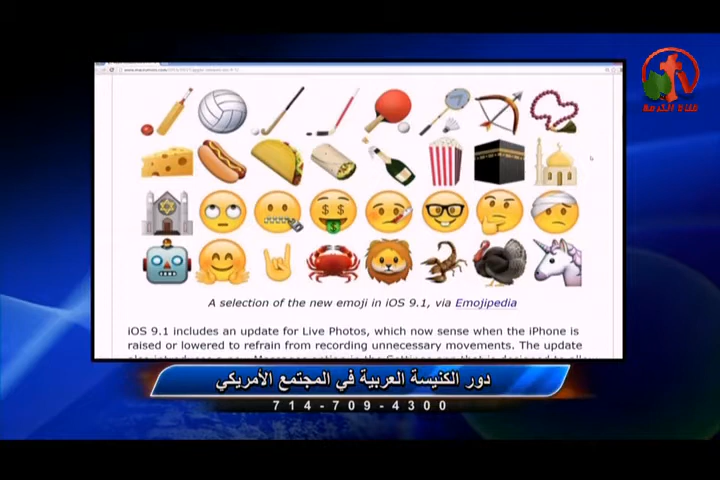 قناة الكرمة
A selection of the new emoji in iOS 9.1, via Emojipedia
iOS 9.1 includes an update for Live Photos, which now sense when the iPhone is
raised or lowered to refrain from recording unnecessary movements. The update
دور الكنيسة العربية في المجتمع الأمريكي
714-709-4300